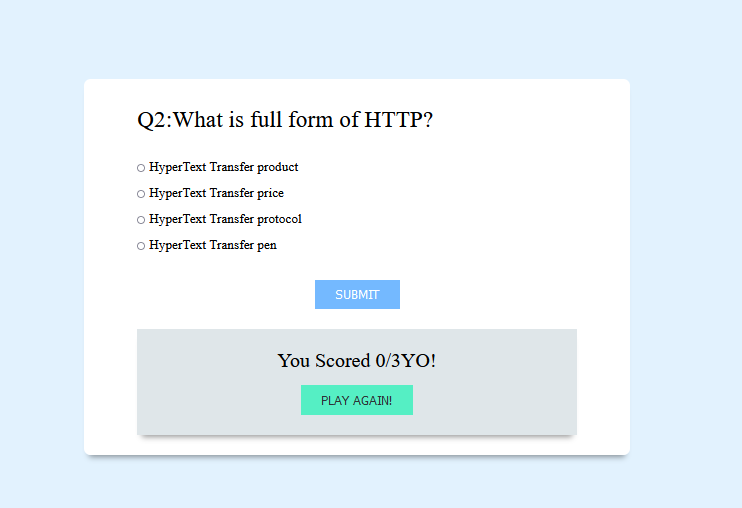 Q2:What is full form of HTTP?
HyperText Transfer product
HyperText Transfer price
HyperText Transfer protocol
HyperText Transfer pen
SUBMIT
You Scored 0/3YO!
PLAY AGAIN!